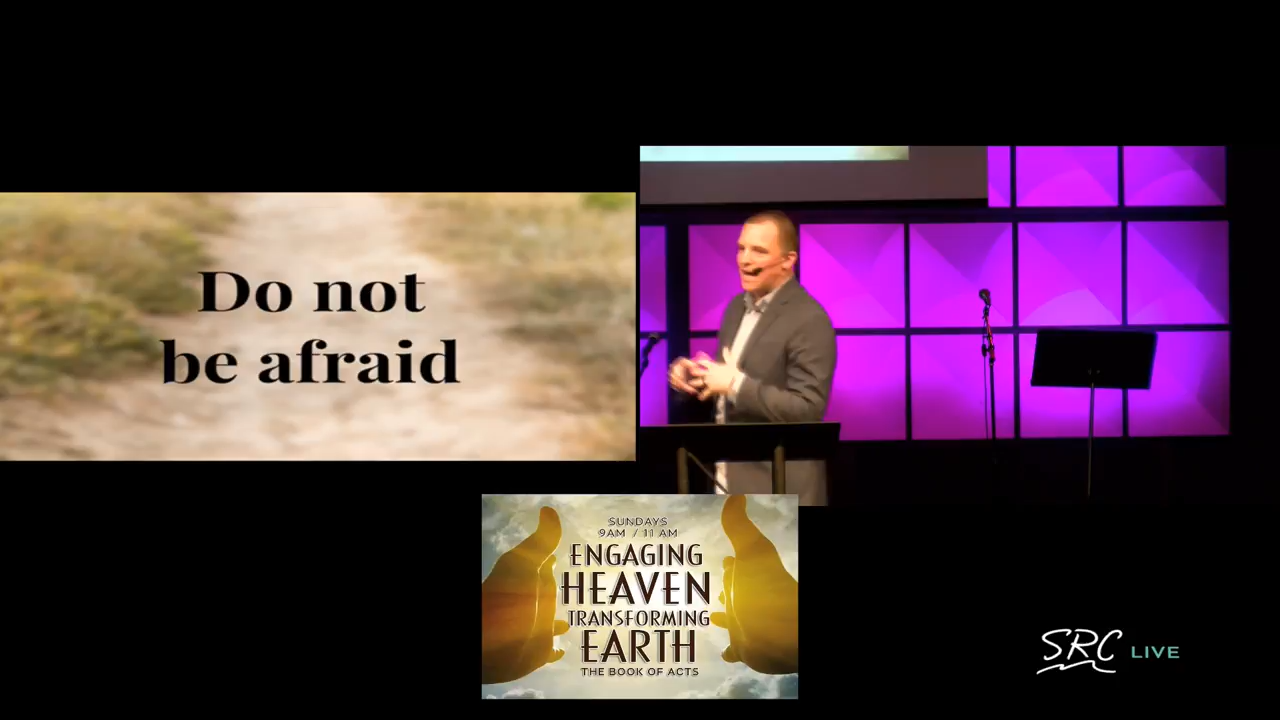 Do not
be afraid
SUNDAYS
9AM / 11 AM
ENGAGING
HEAVEN
TRANSFORMING
EARTH
THE BOOK OF ACTS
SRC LIVE